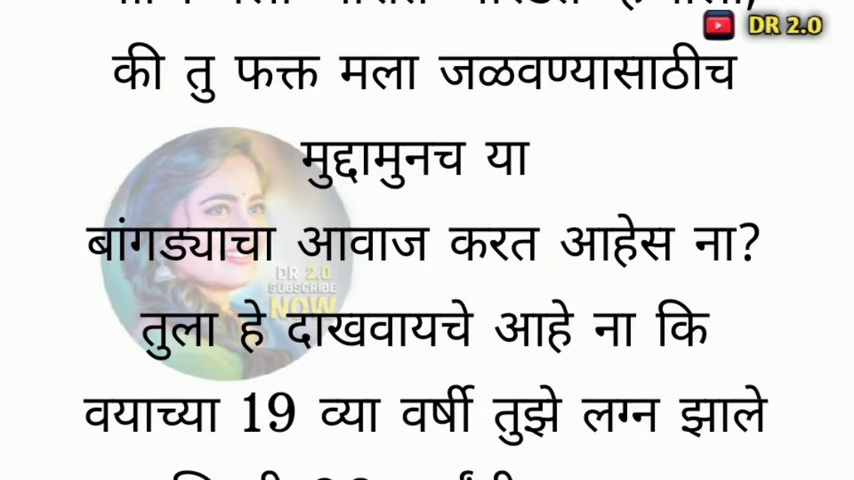 DR 2.0
की तु फक्त मला जळवण्यासाठीच
मुद्दामुनच या
बांगड्याचा आवाज करत आहेस ना?
तुला हे दाखवायचे आहे ना कि
वयाच्या 19 व्या वर्षी तुझे लग्न झाले
DR 2.0
SUBSCRIBE
NOW